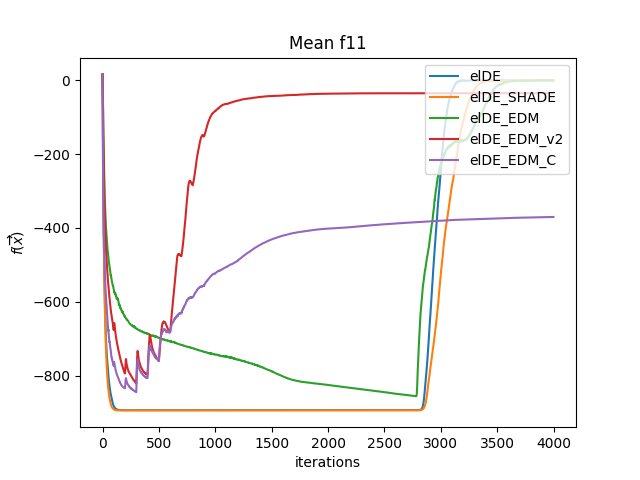 Mean f11
f(x⃗)
0
−200
−400
−600
−800
0 500 1000 1500 2000 2500 3000 3500 4000
iterations
elDE
elDE_SHADE
elDE_EDM
elDE_EDM_v2
elDE_EDM_C